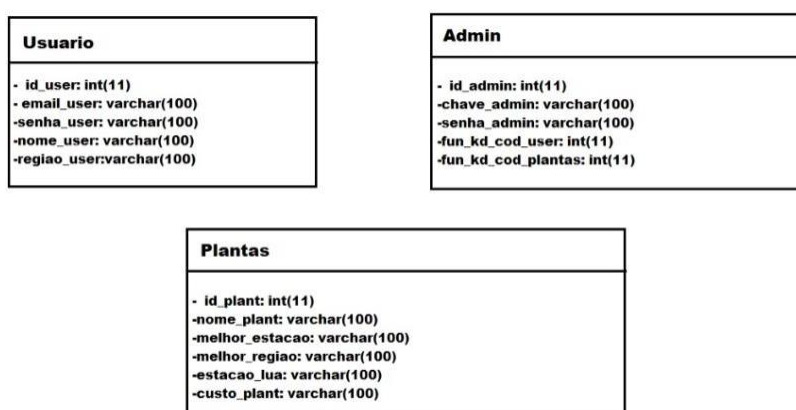 Usuario
- id_user: int(11)
- email_user: varchar(100)
-senha_user: varchar(100)
-nome_user: varchar(100)
-regiao_user:varchar(100)
Admin
- id_admin: int(11)
-chave_admin: varchar(100)
-senha_admin: varchar(100)
-fun_kd_cod_user: int(11)
-fun_kd_cod_plantas: int(11)
Plantas
- id_plant: int(11)
-nome_plant: varchar(100)
-melhor_estacao: varchar(100)
-melhor_regiao: varchar(100)
-estacao_lua: varchar(100)
-custo_plant: varchar(100)